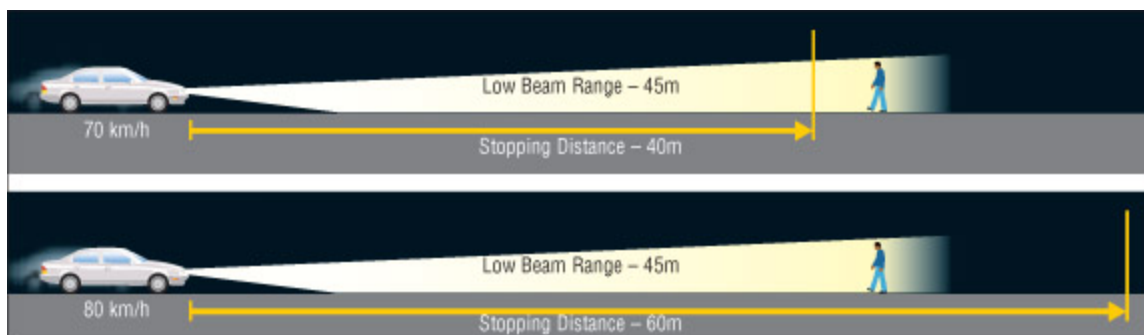 Low Beam Range – 45m
70 km/h
Stopping Distance – 40m
Low Beam Range – 45m
80 km/h
Stopping Distance – 60m